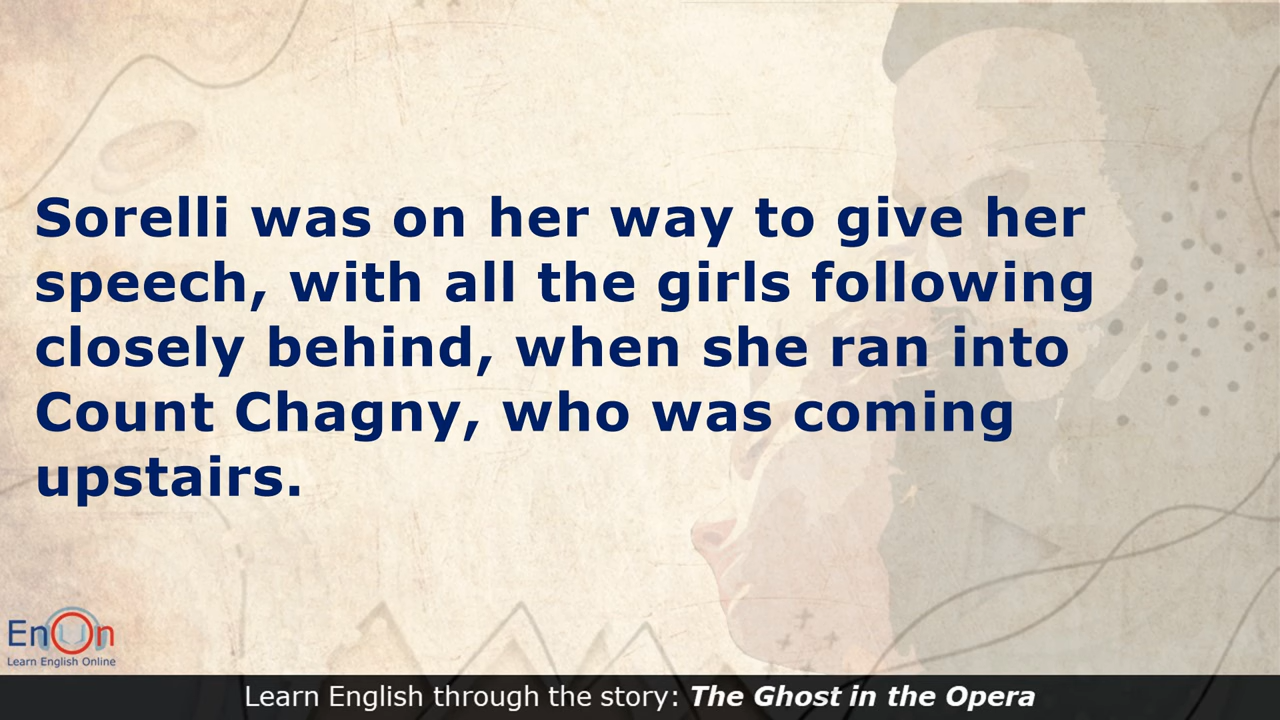 Sorelli was on her way to give her
speech, with all the girls following
closely behind, when she ran into
Count Chagny, who was coming
upstairs.
EnOn
Learn English Online
Learn English through the story: The Ghost in the Opera